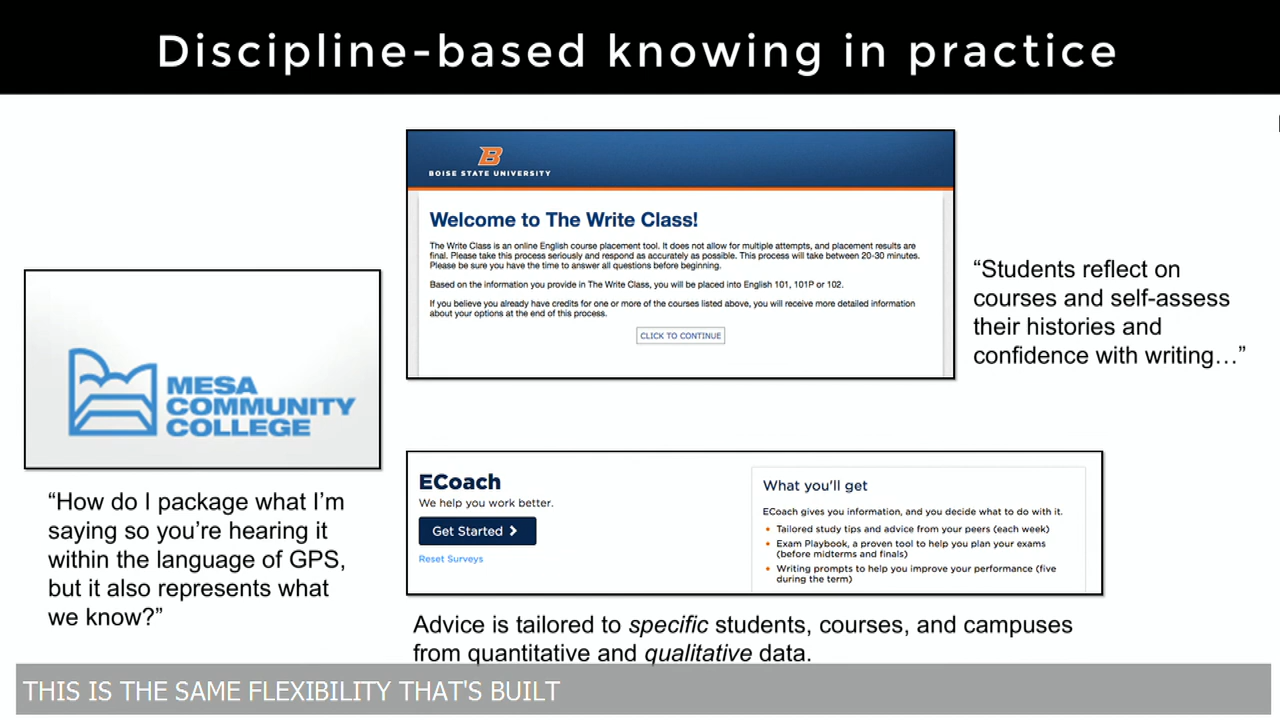 Discipline-based knowing in practice
B
BOISE STATE UNIVERSITY
Welcome to The Write Class!
The Write Class is an online English course placement tool. It does not allow for multiple attempts, and placement results are
final. Please take this process seriously and respond as accurately as possible. This process will take between 20-30 minutes.
Please be sure you have the time to answer all questions before beginning.
Based on the information you provide in The Write Class, you will be placed into English 101, 101P or 102.
If you believe you already have credits for one or more of the courses listed above, you will receive more detailed information
about your options at the end of this process.
CLICK TO CONTINUE
“Students reflect on
courses and self-assess
their histories and
confidence with writing…”
MESA
COMMUNITY
COLLEGE
“How do I package what I’m
saying so you’re hearing it
within the language of GPS,
but it also represents what
we know?”
ECoach
We help you work better.
Get Started
Reset Surveys
What you'll get
ECoach gives you information, and you decide what to do with it.
• Tailored study tips and advice from your peers (each week)
• Exam Playbook, a proven tool to help you plan your exams
(before midterms and finals)
• Writing prompts to help you improve your performance (five
during the term)
Advice is tailored to specific students, courses, and campuses
from quantitative and qualitative data.
THIS IS THE SAME FLEXIBILITY THAT'S BUILT